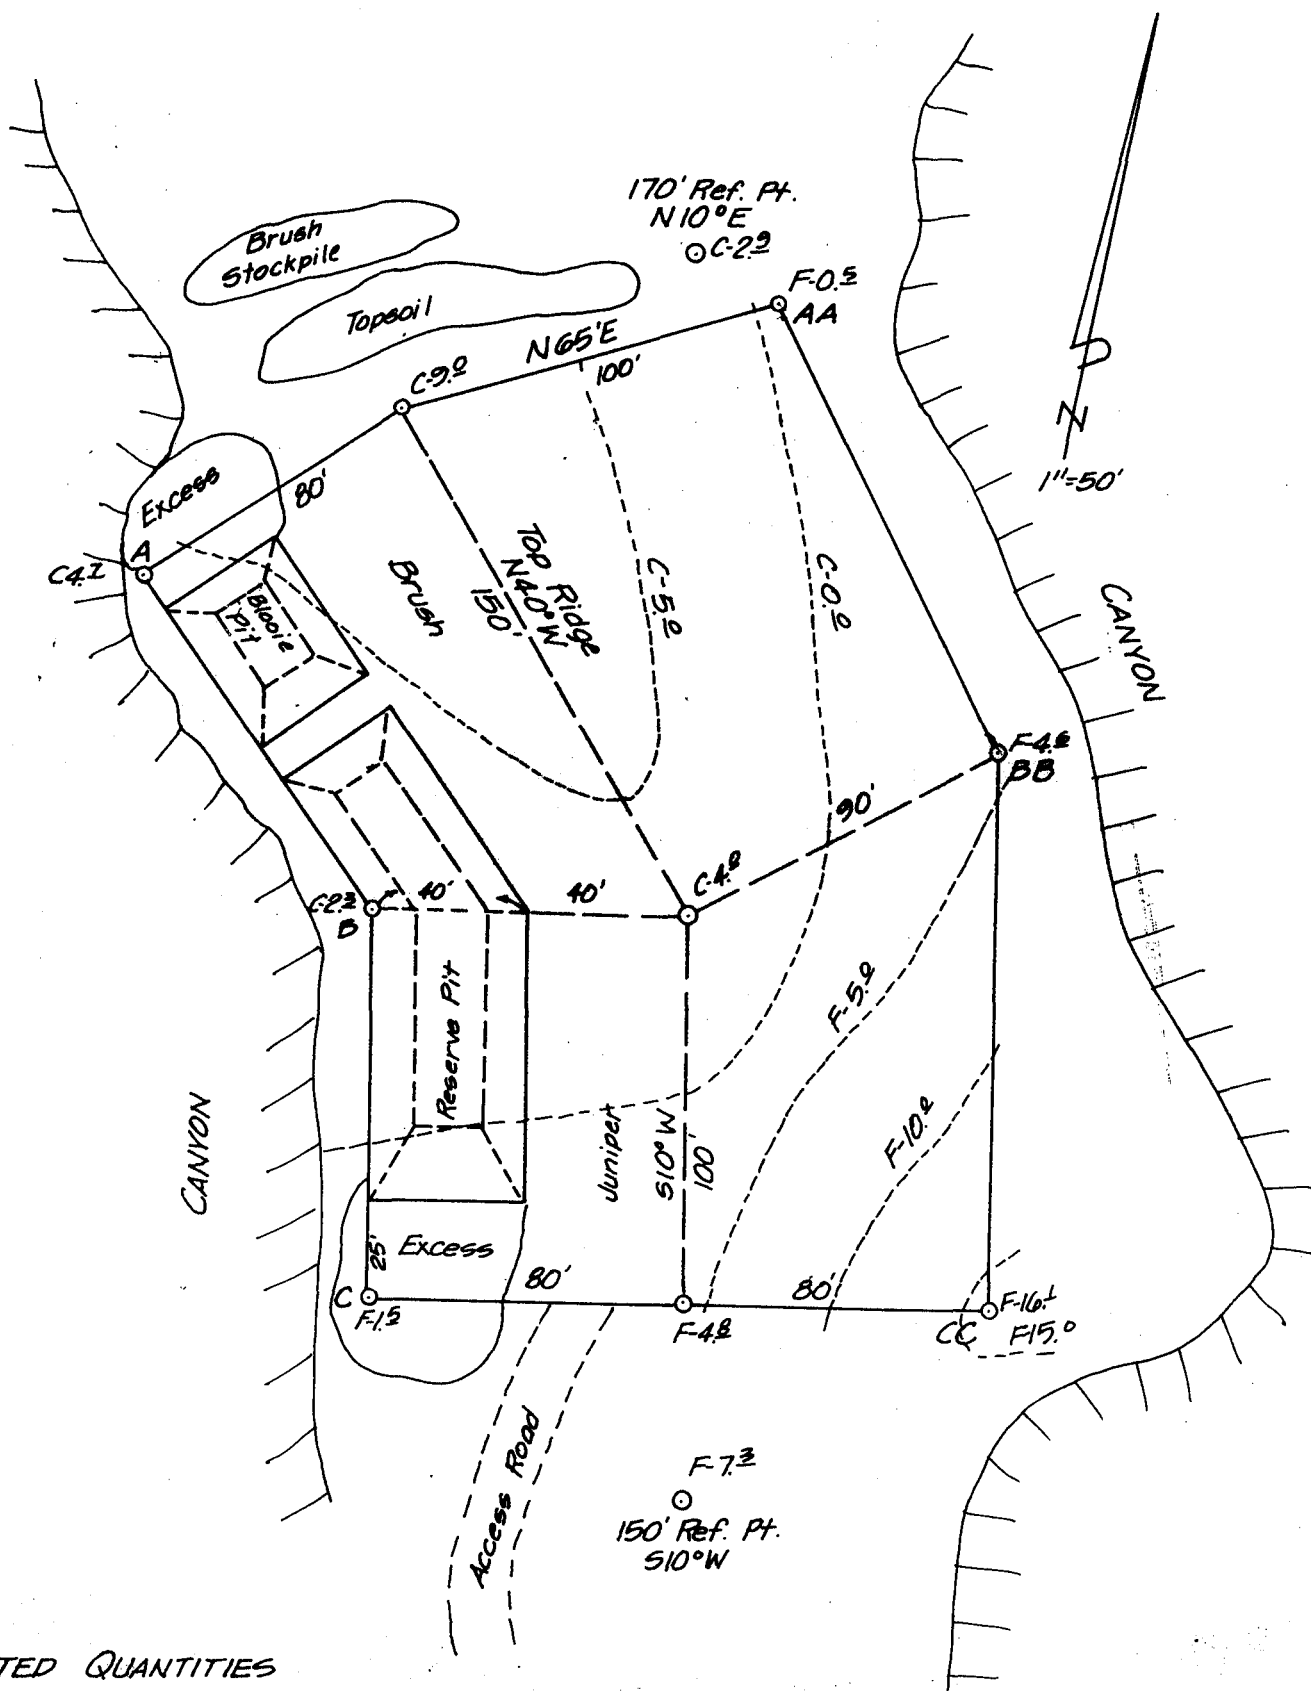 170' Ref. Pt.
N10°E
C-2.9
Brush
Stockpile
Topsoil
F-0.5
AA
N65'E
100'
C-9.0
N
1"=50'
Excess
80'
A
C4.7
Blooie
Pit
Brush
Top Ridge
N40°W
150'
C-5.0
C-0.0
CANYON
F-4.6
BB
90'
C-4.0
C-2.3
40'
40'
B
Reserve Pit
F-5.0
F-10.0
Juniper
S10°W
100'
CANYON
25'
Excess
80'
80'
C
F-1.5
F-4.8
F-16.1
CC
F15.0
Access Road
F-7.3
150' Ref. Pt.
S10°W
TED QUANTITIES